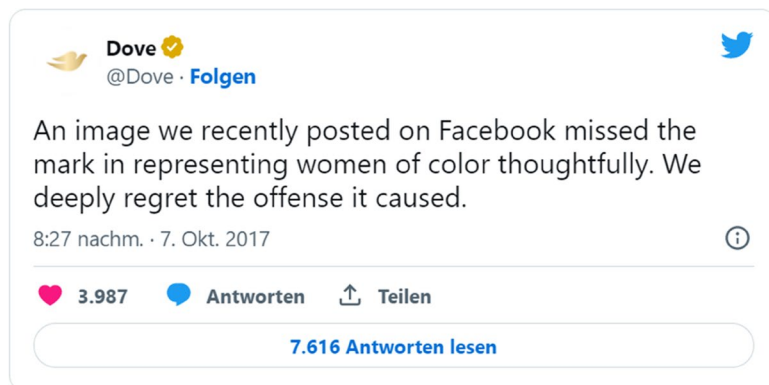 Dove
@Dove · Folgen
An image we recently posted on Facebook missed the
mark in representing women of color thoughtfully. We
deeply regret the offense it caused.
8:27 nachm. · 7. Okt. 2017
3.987 Antworten Teilen
7.616 Antworten lesen